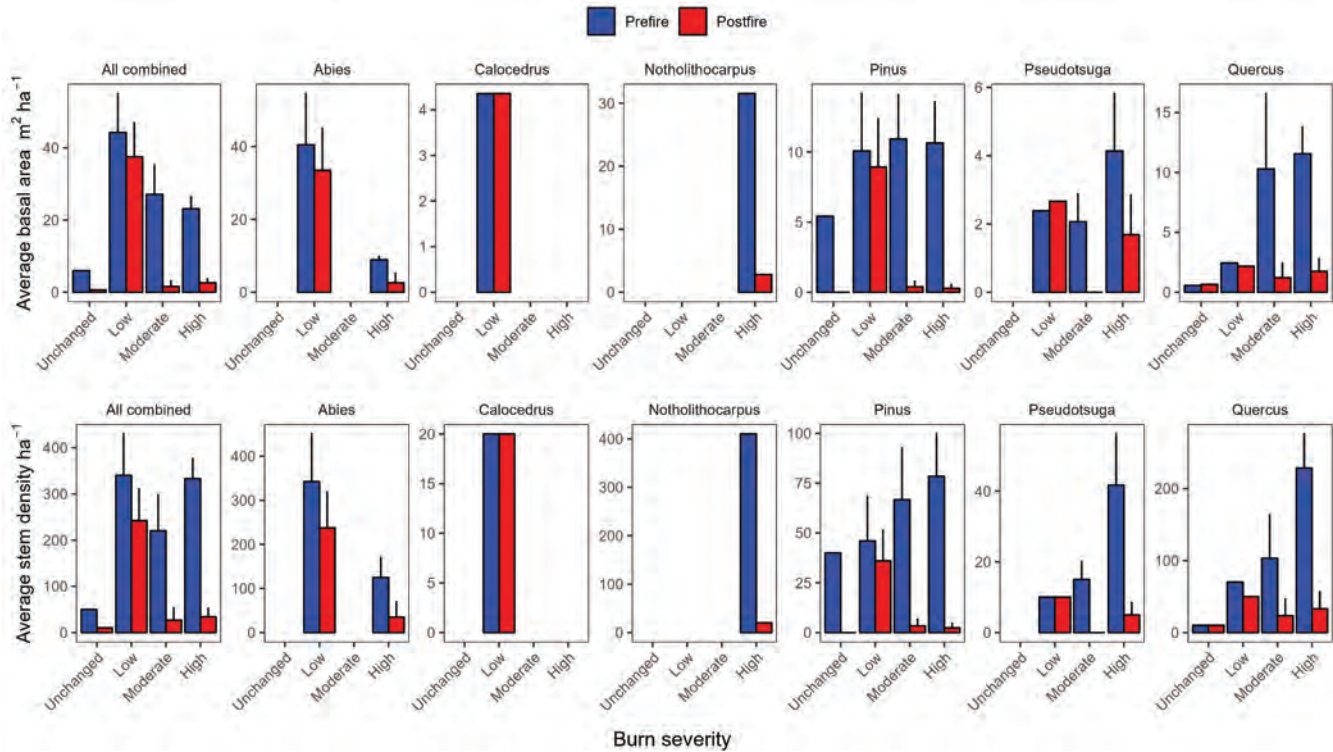 Prefire Postfire
All combined Abies Calocedrus Notholithocarpus Pinus Pseudotsuga Quercus
Average basal area m² ha⁻¹
40
20
0
40
20
0
4
3
2
1
0
30
20
10
0
10
5
0
6
4
2
0
15
10
5
0
Unchanged Low Moderate High
Unchanged Low Moderate High
Unchanged Low Moderate High
Unchanged Low Moderate High
Unchanged Low Moderate High
Unchanged Low Moderate High
Unchanged Low Moderate High
All combined Abies Calocedrus Notholithocarpus Pinus Pseudotsuga Quercus
Average stem density ha⁻¹
400
300
200
100
0
400
300
200
100
0
20
15
10
5
0
400
300
200
100
0
100
75
50
25
0
40
20
0
200
100
0
Unchanged Low Moderate High
Unchanged Low Moderate High
Unchanged Low Moderate High
Unchanged Low Moderate High
Unchanged Low Moderate High
Unchanged Low Moderate High
Unchanged Low Moderate High
Burn severity